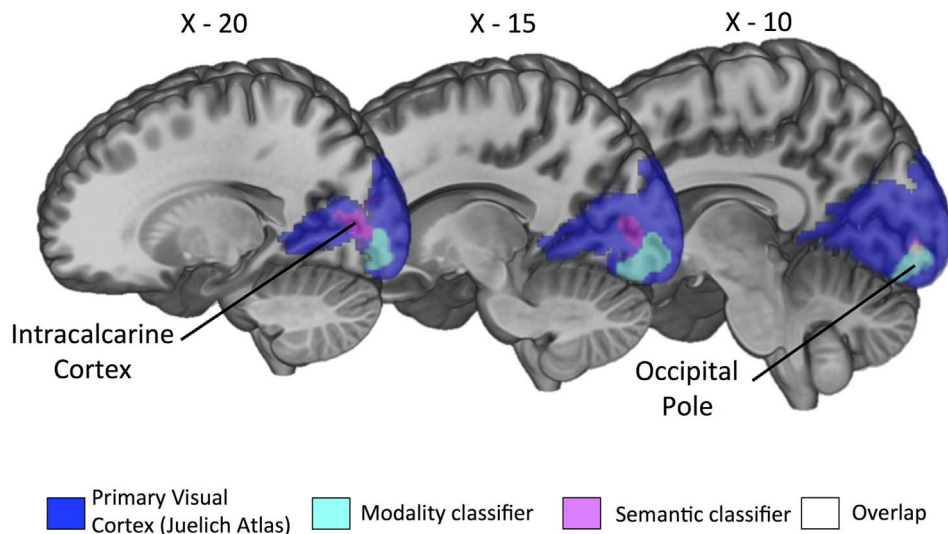 X - 20
X - 15
X - 10
Intracalcarine
Cortex
Occipital
Pole
Primary Visual
Cortex (Juelich Atlas)
Modality classifier
Semantic classifier
Overlap